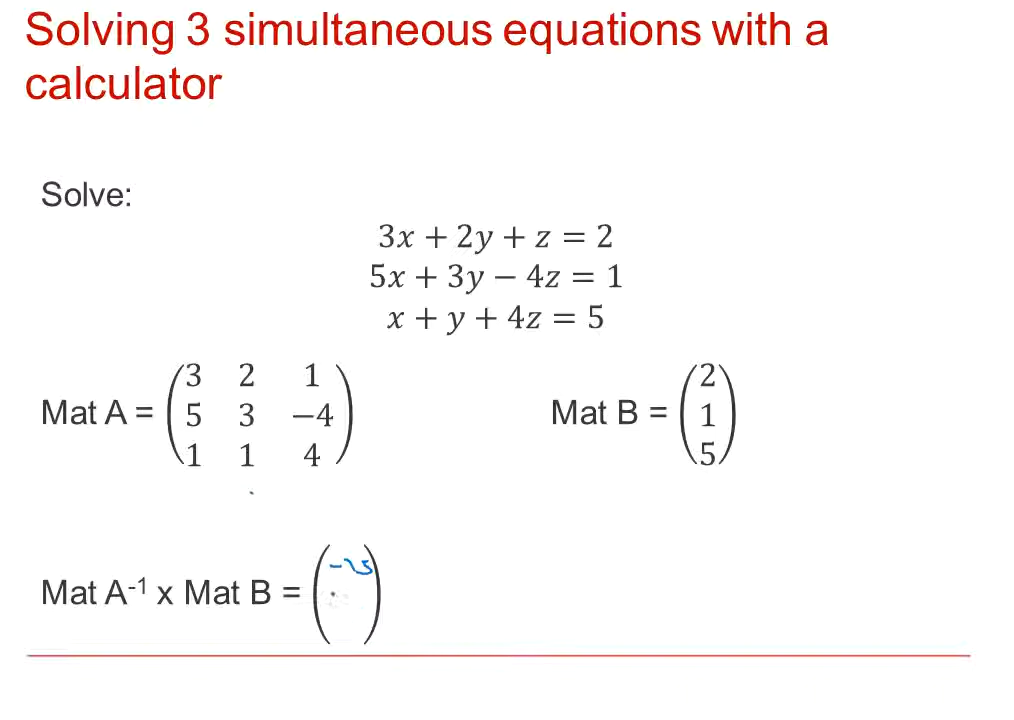 Solving 3 simultaneous equations with a
calculator
Solve:
3x + 2y + z = 2
5x + 3y − 4z = 1
x + y + 4z = 5
Mat A = (3 2 1
5 3 −4
1 1 4)
Mat B = (2
1
5)
Mat A⁻¹ x Mat B = (-15)